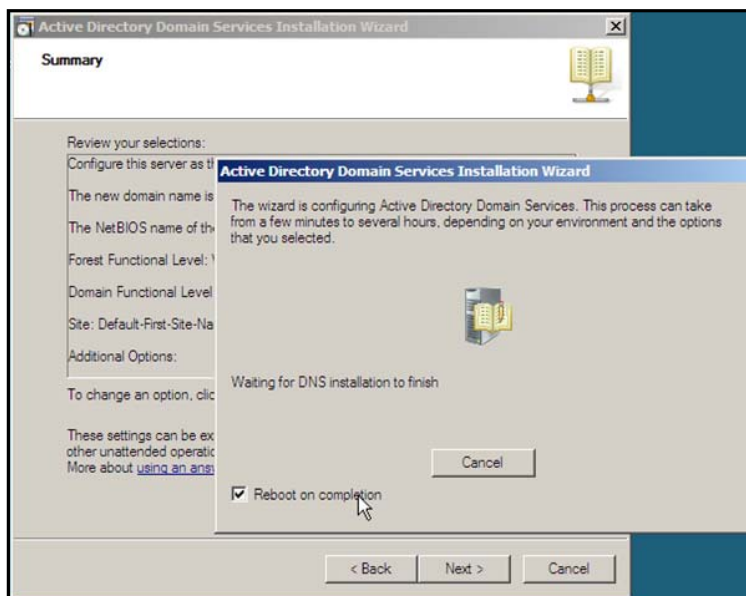 Active Directory Domain Services Installation Wizard
Summary
Review your selections:
Configure this server as
The new domain name is
The NetBIOS name of the
Forest Functional Level:
Domain Functional Level
Site: Default-First-Site-Na
Additional Options:
To change an option, clic
These settings can be ex
other unattended operatio
More about using an ans
Active Directory Domain Services Installation Wizard
The wizard is configuring Active Directory Domain Services. This process can take
from a few minutes to several hours, depending on your environment and the options
that you selected.
Waiting for DNS installation to finish
Cancel
Reboot on completion
< Back
Next >
Cancel